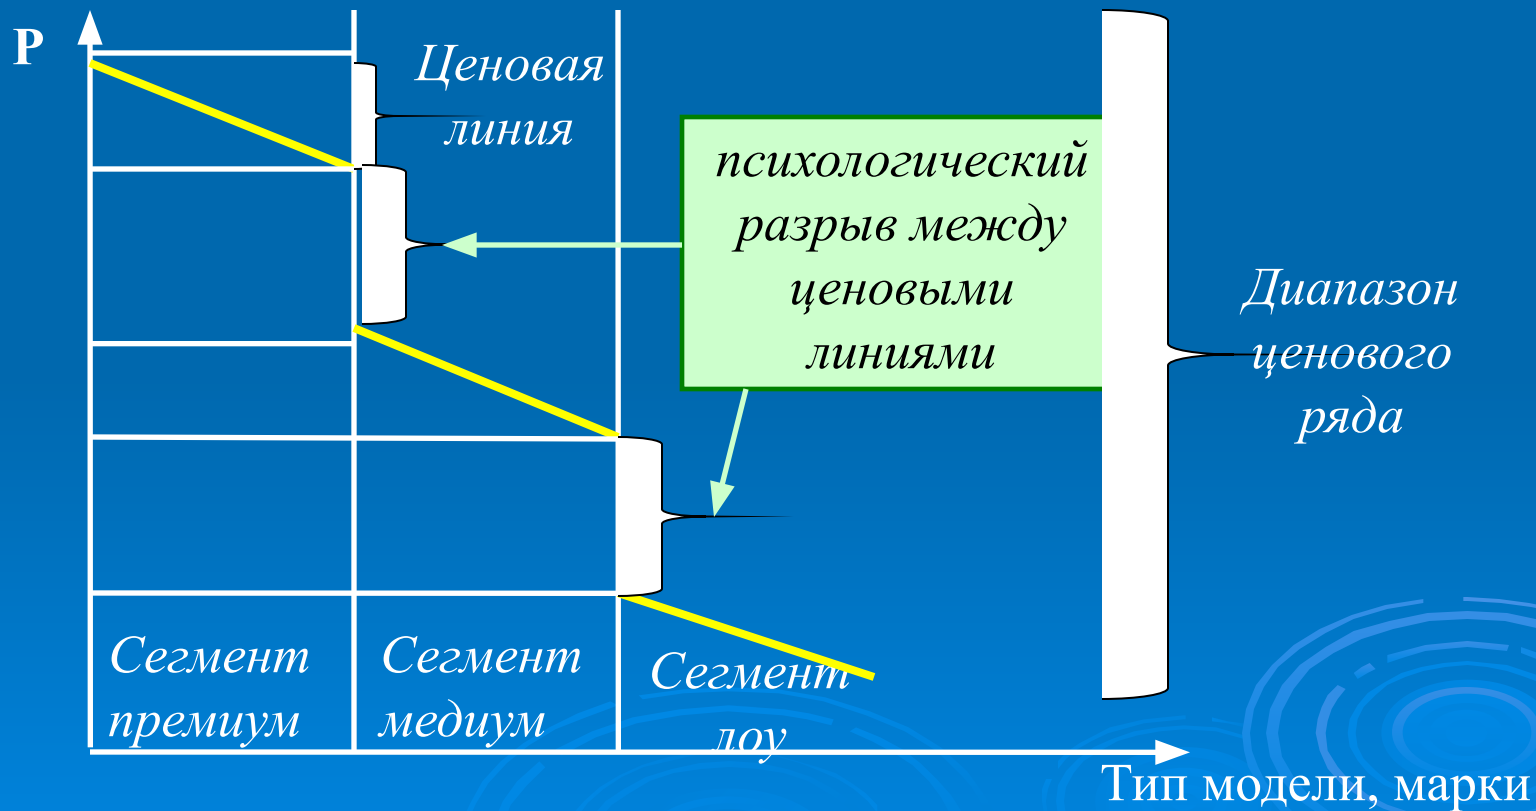 P
Ценовая
линия
психологический
разрыв между
ценовыми
линиями
Диапазон
ценового
ряда
Сегмент
премиум
Сегмент
медиум
Сегмент
лоу
Тип модели, марки